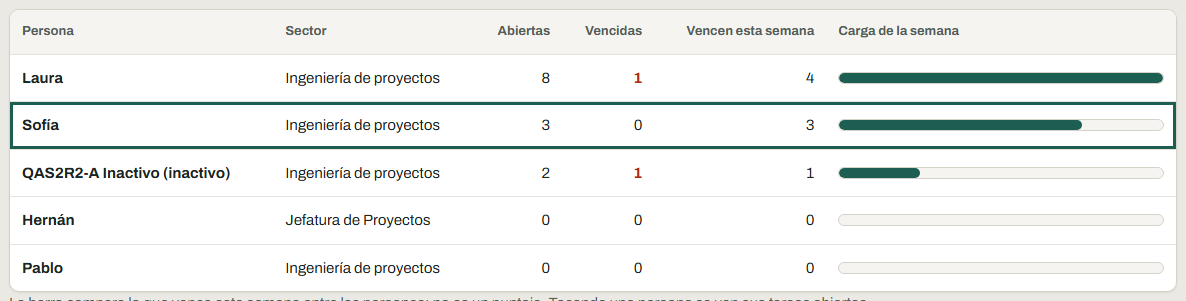 Persona Sector Abiertas Vencidas Vencen esta semana Carga de la semana
Laura Ingeniería de proyectos 8 1 4
Sofía Ingeniería de proyectos 3 0 3
QAS2R2-A Inactivo (inactivo) Ingeniería de proyectos 2 1 1
Hernán Jefatura de Proyectos 0 0 0
Pablo Ingeniería de proyectos 0 0 0